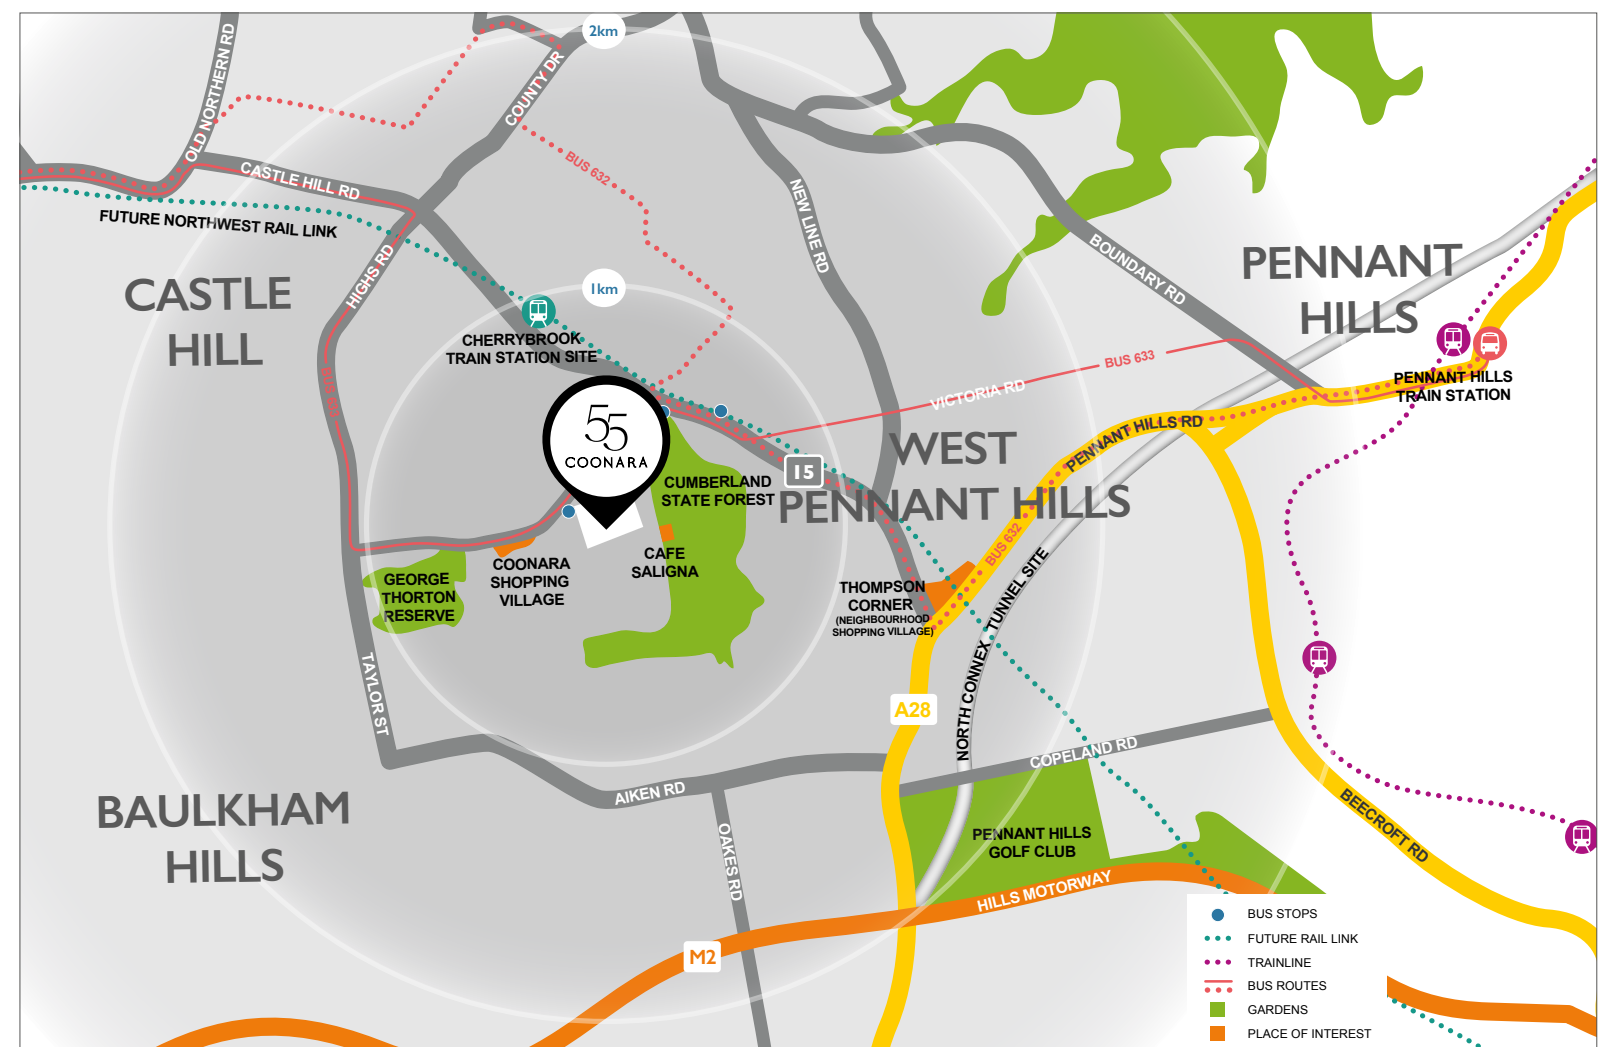 2km
OLD NORTHERN RD
COUNTY DR
BUS 632
CASTLE HILL RD
FUTURE NORTHWEST RAIL LINK
NEW LINE RD
HIGHS RD
BOUNDARY RD
PENNANT
HILLS
CASTLE
HILL
1km
CHERRYBROOK
TRAIN STATION SITE
BUS 633
VICTORIA RD
PENNANT HILLS
TRAIN STATION
BUS 633
55
COONARA
PENNANT HILLS RD
WEST
PENNANT HILLS
15
CUMBERLAND
STATE FOREST
BUS 632
CAFE
SALIGNA
COONARA
SHOPPING
VILLAGE
GEORGE
THORTON
RESERVE
THOMPSON
CORNER
(NEIGHBOURHOOD
SHOPPING VILLAGE)
NORTH CONNEX TUNNEL SITE
TAYLOR ST
A28
COPELAND RD
AIKEN RD
BAULKHAM
HILLS
OAKES RD
PENNANT HILLS
GOLF CLUB
BEECROFT RD
HILLS MOTORWAY
M2
BUS STOPS
FUTURE RAIL LINK
TRAINLINE
BUS ROUTES
GARDENS
PLACE OF INTEREST